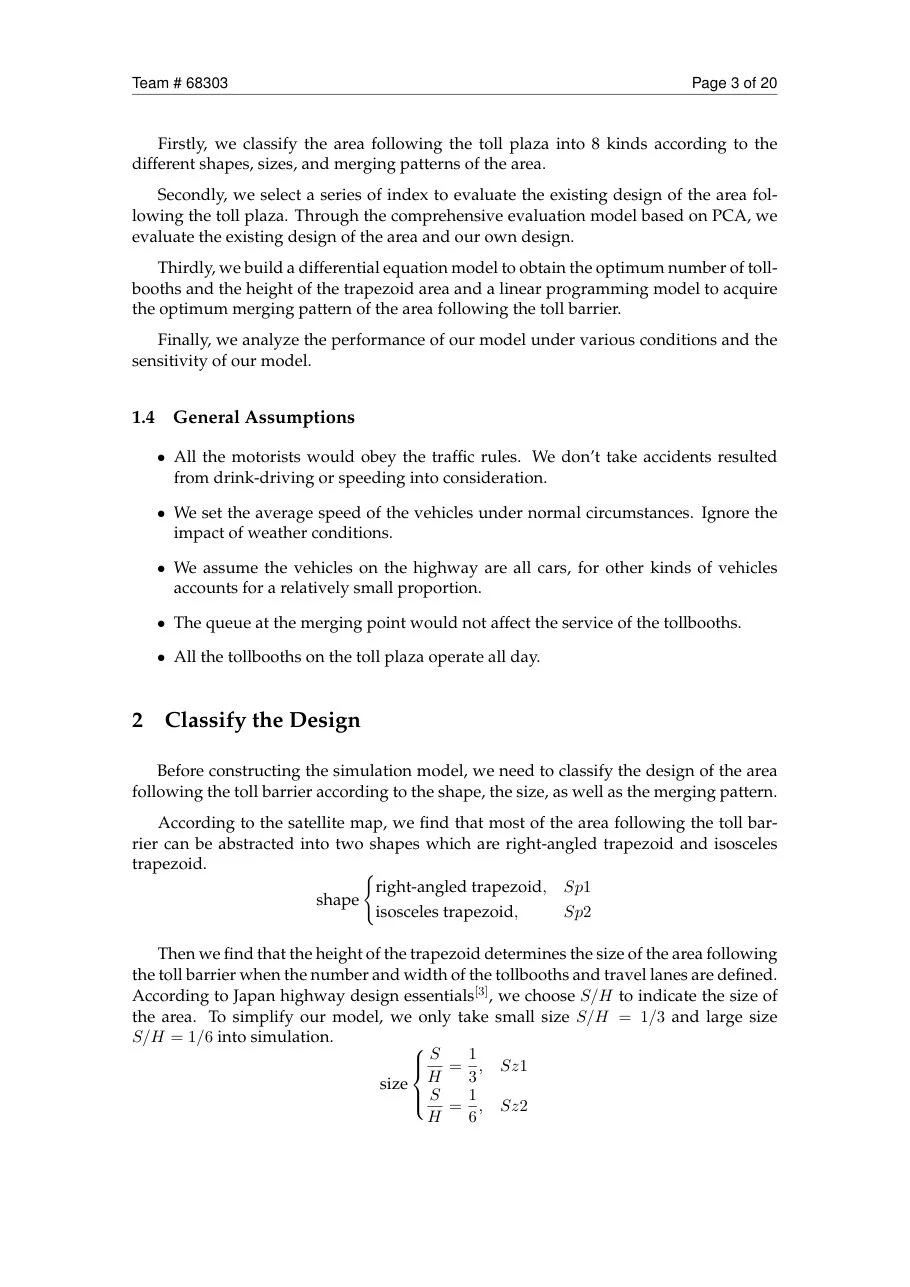 Team # 68303 Page 3 of 20
Firstly, we classify the area following the toll plaza into 8 kinds according to the
different shapes, sizes, and merging patterns of the area.
Secondly, we select a series of index to evaluate the existing design of the area fol-
lowing the toll plaza. Through the comprehensive evaluation model based on PCA, we
evaluate the existing design of the area and our own design.
Thirdly, we build a differential equation model to obtain the optimum number of toll-
booths and the height of the trapezoid area and a linear programming model to acquire
the optimum merging pattern of the area following the toll barrier.
Finally, we analyze the performance of our model under various conditions and the
sensitivity of our model.
1.4 General Assumptions
• All the motorists would obey the traffic rules. We don't take accidents resulted
from drink-driving or speeding into consideration.
• We set the average speed of the vehicles under normal circumstances. Ignore the
impact of weather conditions.
• We assume the vehicles on the highway are all cars, for other kinds of vehicles
accounts for a relatively small proportion.
• The queue at the merging point would not affect the service of the tollbooths.
• All the tollbooths on the toll plaza operate all day.
2 Classify the Design
Before constructing the simulation model, we need to classify the design of the area
following the toll barrier according to the shape, the size, as well as the merging pattern.
According to the satellite map, we find that most of the area following the toll bar-
rier can be abstracted into two shapes which are right-angled trapezoid and isosceles
trapezoid.
shape { right-angled trapezoid, Sp1
isosceles trapezoid, Sp2
Then we find that the height of the trapezoid determines the size of the area following
the toll barrier when the number and width of the tollbooths and travel lanes are defined.
According to Japan highway design essentials[3], we choose S/H to indicate the size of
the area. To simplify our model, we only take small size S/H = 1/3 and large size
S/H = 1/6 into simulation.
size { S/H = 1/3, Sz1
S/H = 1/6, Sz2